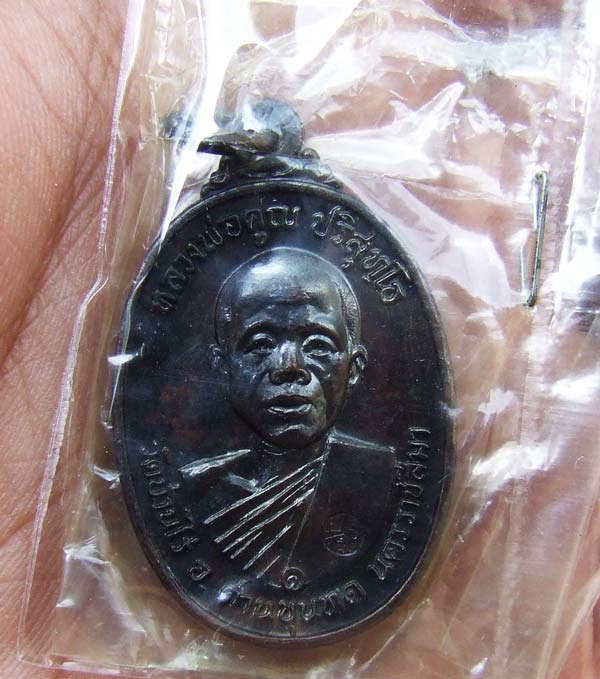 หลวงพ่อคูณ ปริสุทฺโธ
วัดบ้านไร่ อ.ด่านขุนทด นครราชสีมา